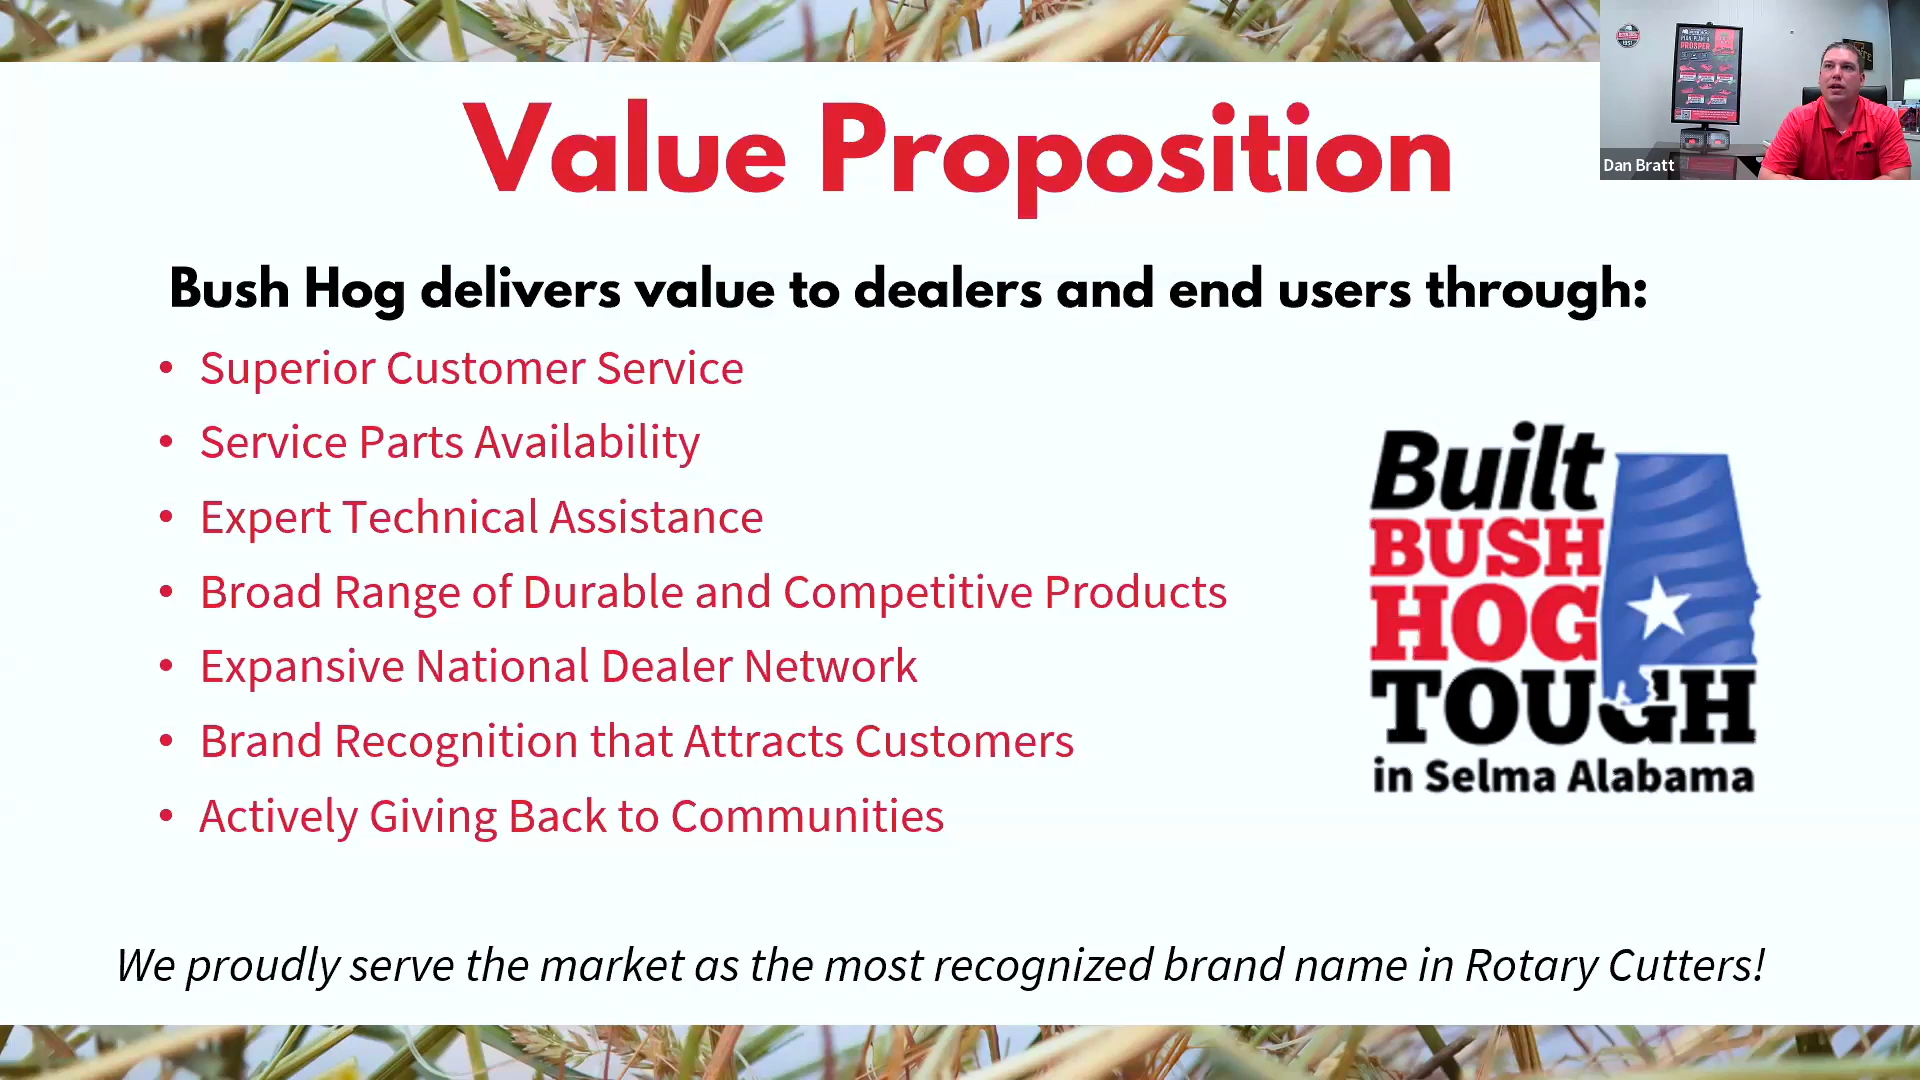 Value Proposition
Bush Hog delivers value to dealers and end users through:
• Superior Customer Service
• Service Parts Availability
• Expert Technical Assistance
• Broad Range of Durable and Competitive Products
• Expansive National Dealer Network
• Brand Recognition that Attracts Customers
• Actively Giving Back to Communities
Built
BUSH
HOG
TOUGH
in Selma Alabama
We proudly serve the market as the most recognized brand name in Rotary Cutters!
PROSPER
Dan Bratt